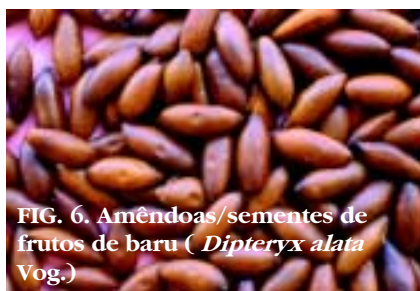 FIG. 6. Amêndoas/sementes de
frutos de baru ( Dipteryx alata
Vog.)